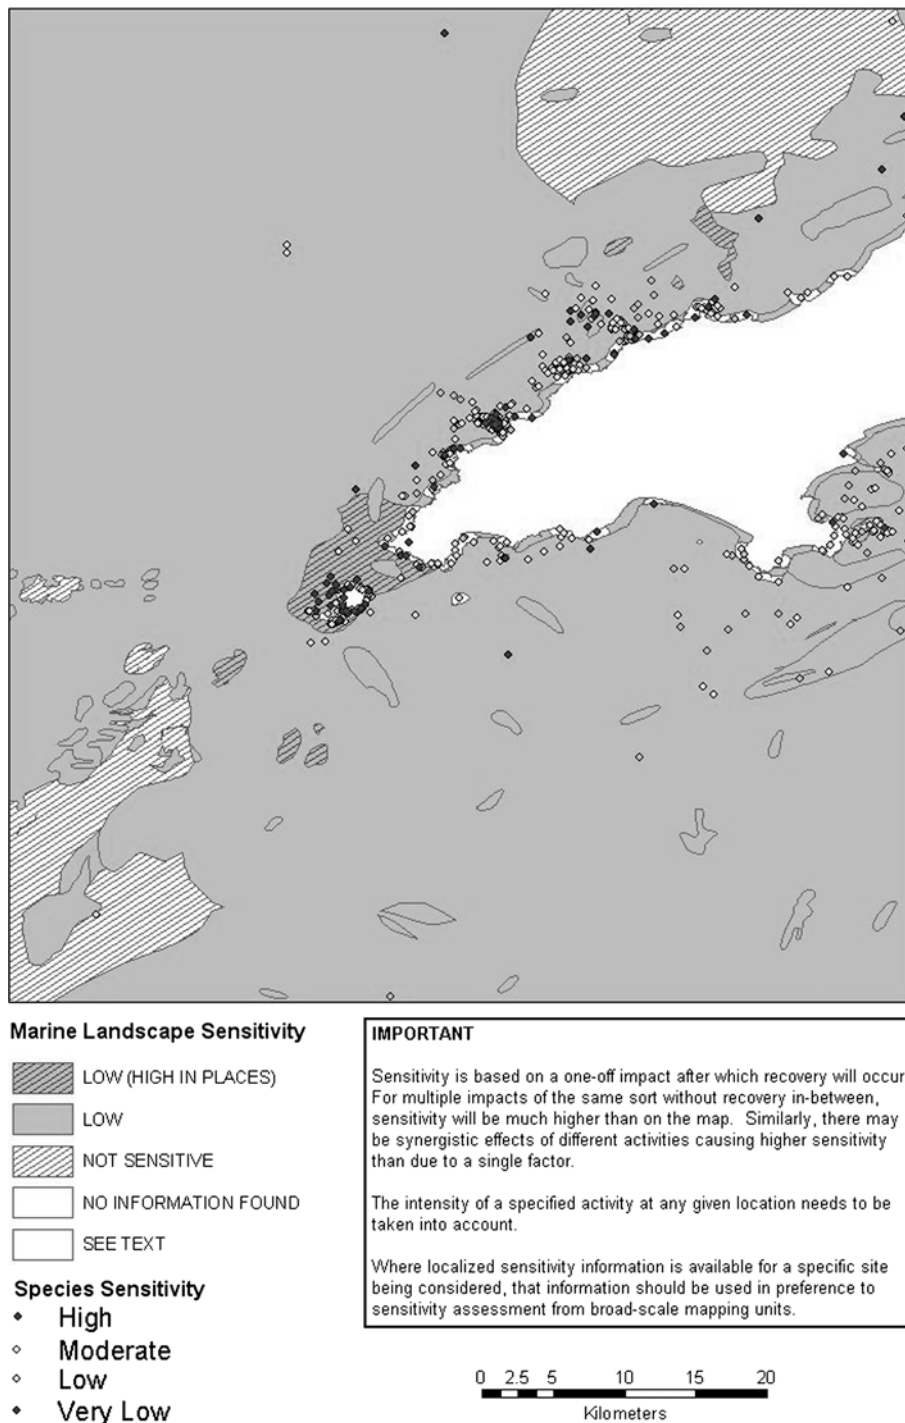 Marine Landscape Sensitivity
LOW (HIGH IN PLACES)
LOW
NOT SENSITIVE
NO INFORMATION FOUND
SEE TEXT
Species Sensitivity
High
Moderate
Low
Very Low
IMPORTANT
Sensitivity is based on a one-off impact after which recovery will occur
For multiple impacts of the same sort without recovery in-between,
sensitivity will be much higher than on the map. Similarly, there may
be synergistic effects of different activities causing higher sensitivity
than due to a single factor.
The intensity of a specified activity at any given location needs to be
taken into account.
Where localized sensitivity information is available for a specific site
being considered, that information should be used in preference to
sensitivity assessment from broad-scale mapping units.
0 2.5 5 10 15 20
Kilometers